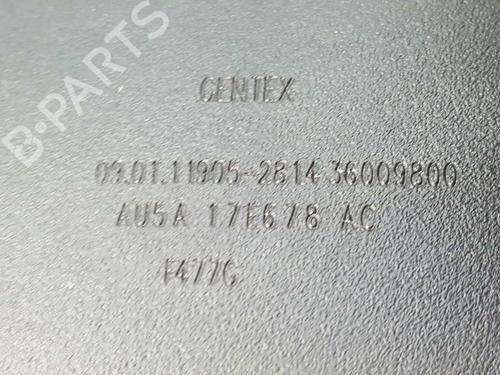 B-PARTS
GENTEX
09.01.11905-2814 36009800
AU5A 17E678 AC
F477G